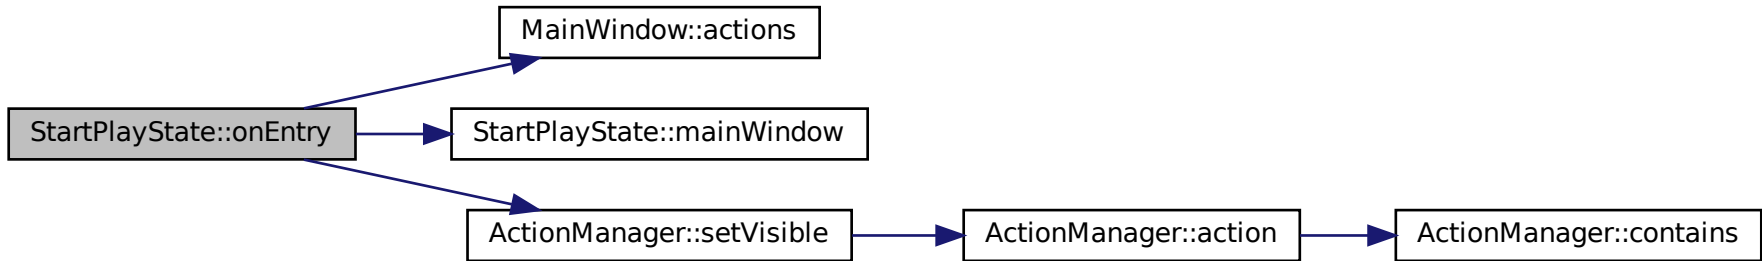 MainWindow::actions
StartPlayState::onEntry
StartPlayState::mainWindow
ActionManager::setVisible
ActionManager::action
ActionManager::contains